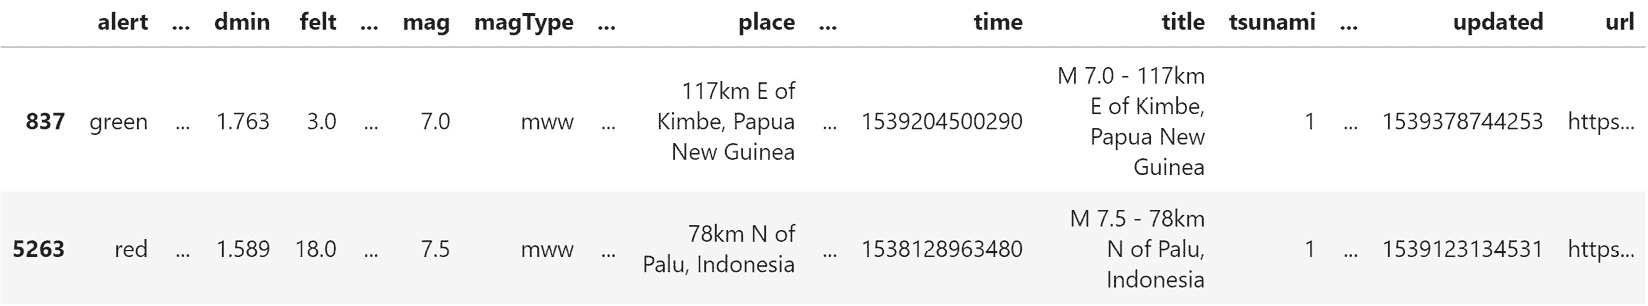 alert ... dmin felt ... mag magType ... place ... time title tsunami ... updated url
837 green ... 1.763 3.0 ... 7.0 mww ... 117km E of Kimbe, Papua New Guinea ... 1539204500290 M 7.0 - 117km E of Kimbe, Papua New Guinea 1 ... 1539378744253 https...
5263 red ... 1.589 18.0 ... 7.5 mww ... 78km N of Palu, Indonesia ... 1538128963480 M 7.5 - 78km N of Palu, Indonesia 1 ... 1539123134531 https...